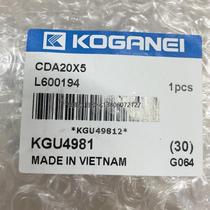 KOGANEI
CDA20X5
L600194
1pcs
*KGU49812*
KGU4981
(30)
MADE IN VIETNAM
G064